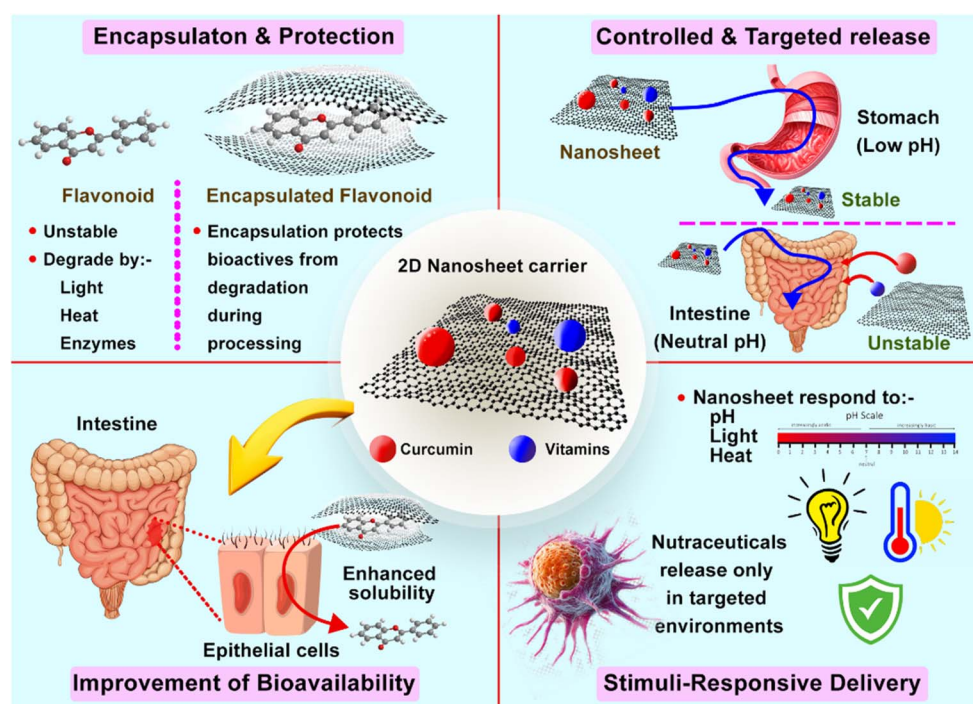 Encapsulaton & Protection
Flavonoid
Encapsulated Flavonoid
• Unstable
• Degrade by:-
Light
Heat
Enzymes
• Encapsulation protects
bioactives from
degradation
during
processing
Controlled & Targeted release
Nanosheet
Stomach
(Low pH)
Stable
Intestine
(Neutral pH)
Unstable
2D Nanosheet carrier
Curcumin
Vitamins
Intestine
Enhanced
solubility
Epithelial cells
Improvement of Bioavailability
• Nanosheet respond to:-
pH
Light
Heat
pH Scale
0 1 2 3 4 5 6 7 8 9 10 11 12 13 14
neutral
Nutraceuticals
release only
in targeted
environments
Stimuli-Responsive Delivery